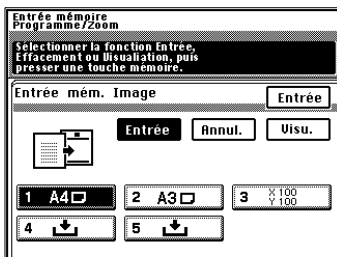 Entrée mémoire
Programme/Zoom
Sélectionner la fonction Entrée,
Effacement ou Visualiation, puis
presser une touche mémoire.
Entrée mém. Image
Entrée
Entrée Annul. Visu.
1 A4 2 A3 3 X 100
Y 100
4 5